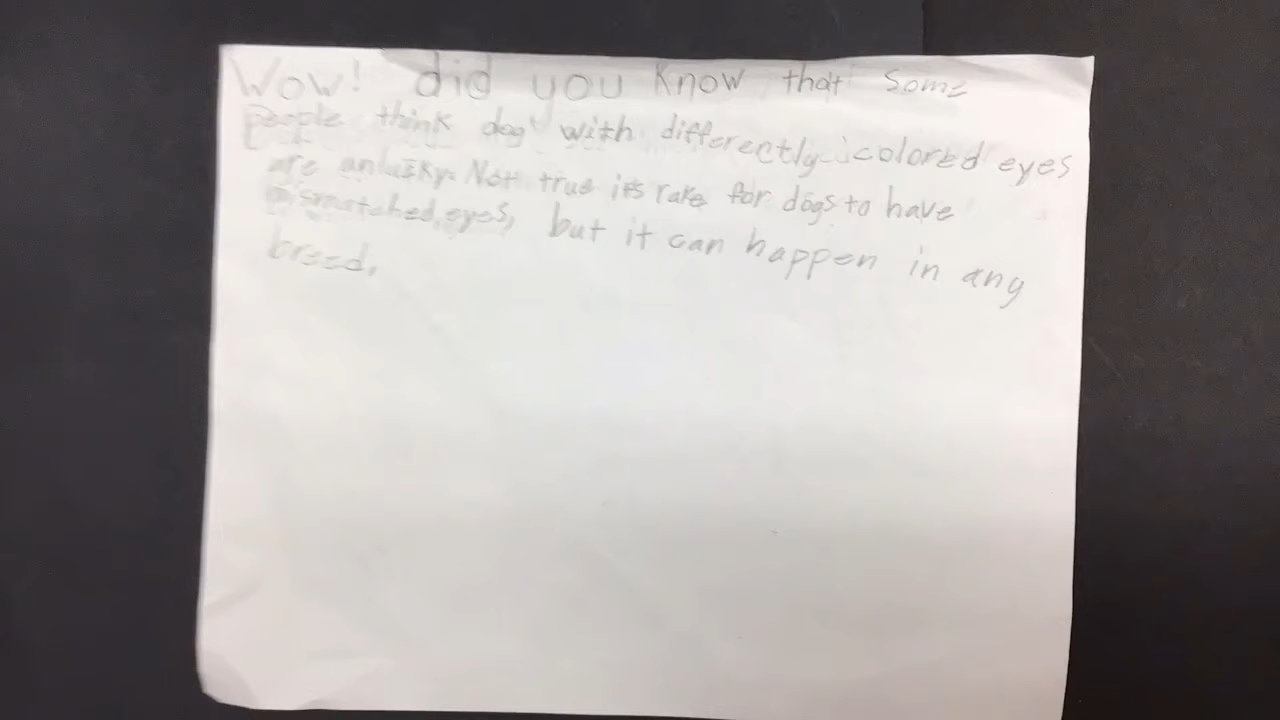 Wow! did you know that some
people think dog with differently colored eyes
are unlucky. Not true it's rare for dogs to have
mismatched, eyes, but it can happen in any
breed.